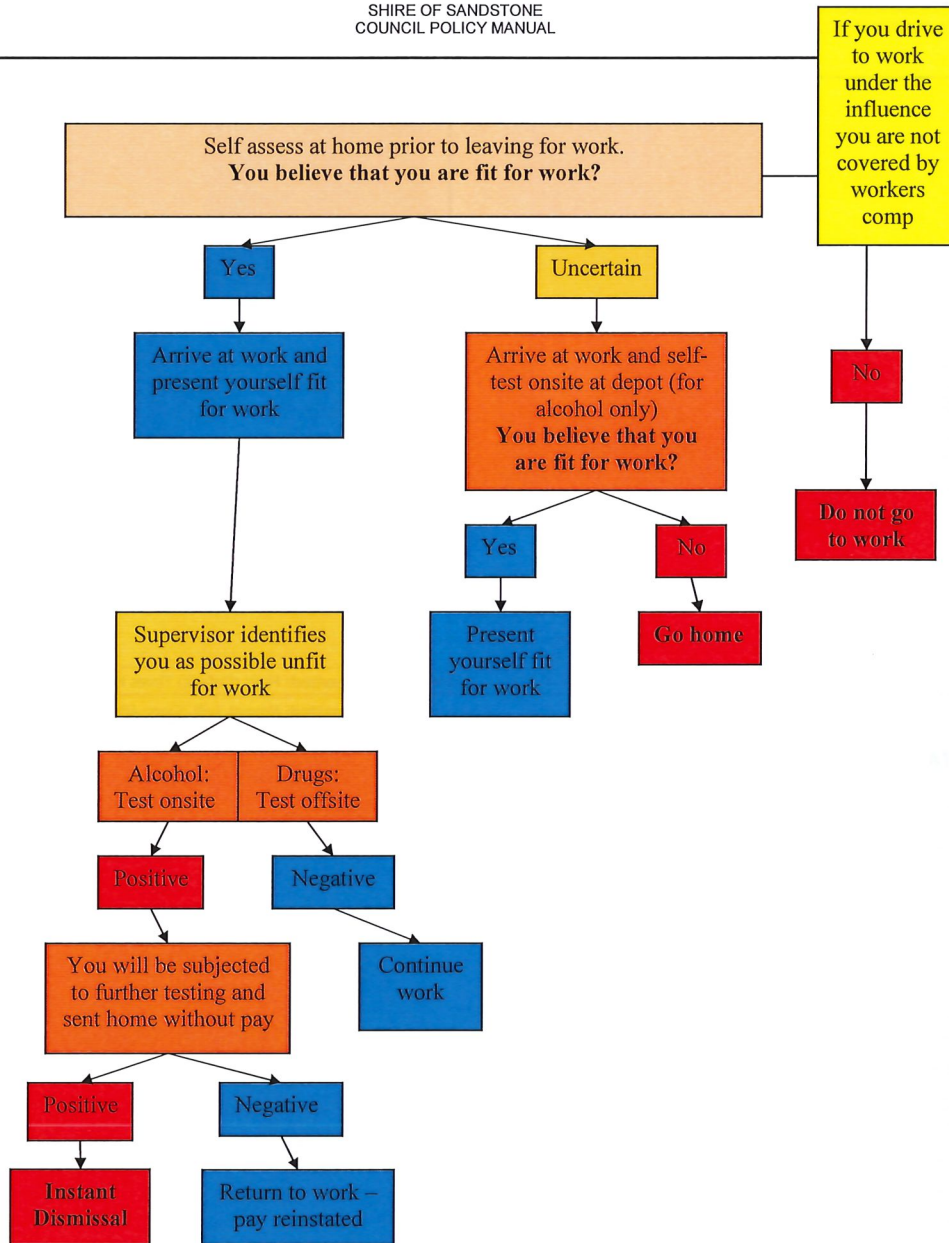 SHIRE OF SANDSTONE
COUNCIL POLICY MANUAL
If you drive
to work
under the
influence
you are not
covered by
workers
comp
Self assess at home prior to leaving for work.
You believe that you are fit for work?
Yes
Uncertain
Arrive at work and
present yourself fit
for work
Arrive at work and self-
test onsite at depot (for
alcohol only)
You believe that you
are fit for work?
No
Do not go
to work
Yes
No
Supervisor identifies
you as possible unfit
for work
Present
yourself fit
for work
Go home
Alcohol:
Test onsite
Drugs:
Test offsite
Positive
Negative
You will be subjected
to further testing and
sent home without pay
Continue
work
Positive
Negative
Instant
Dismissal
Return to work –
pay reinstated